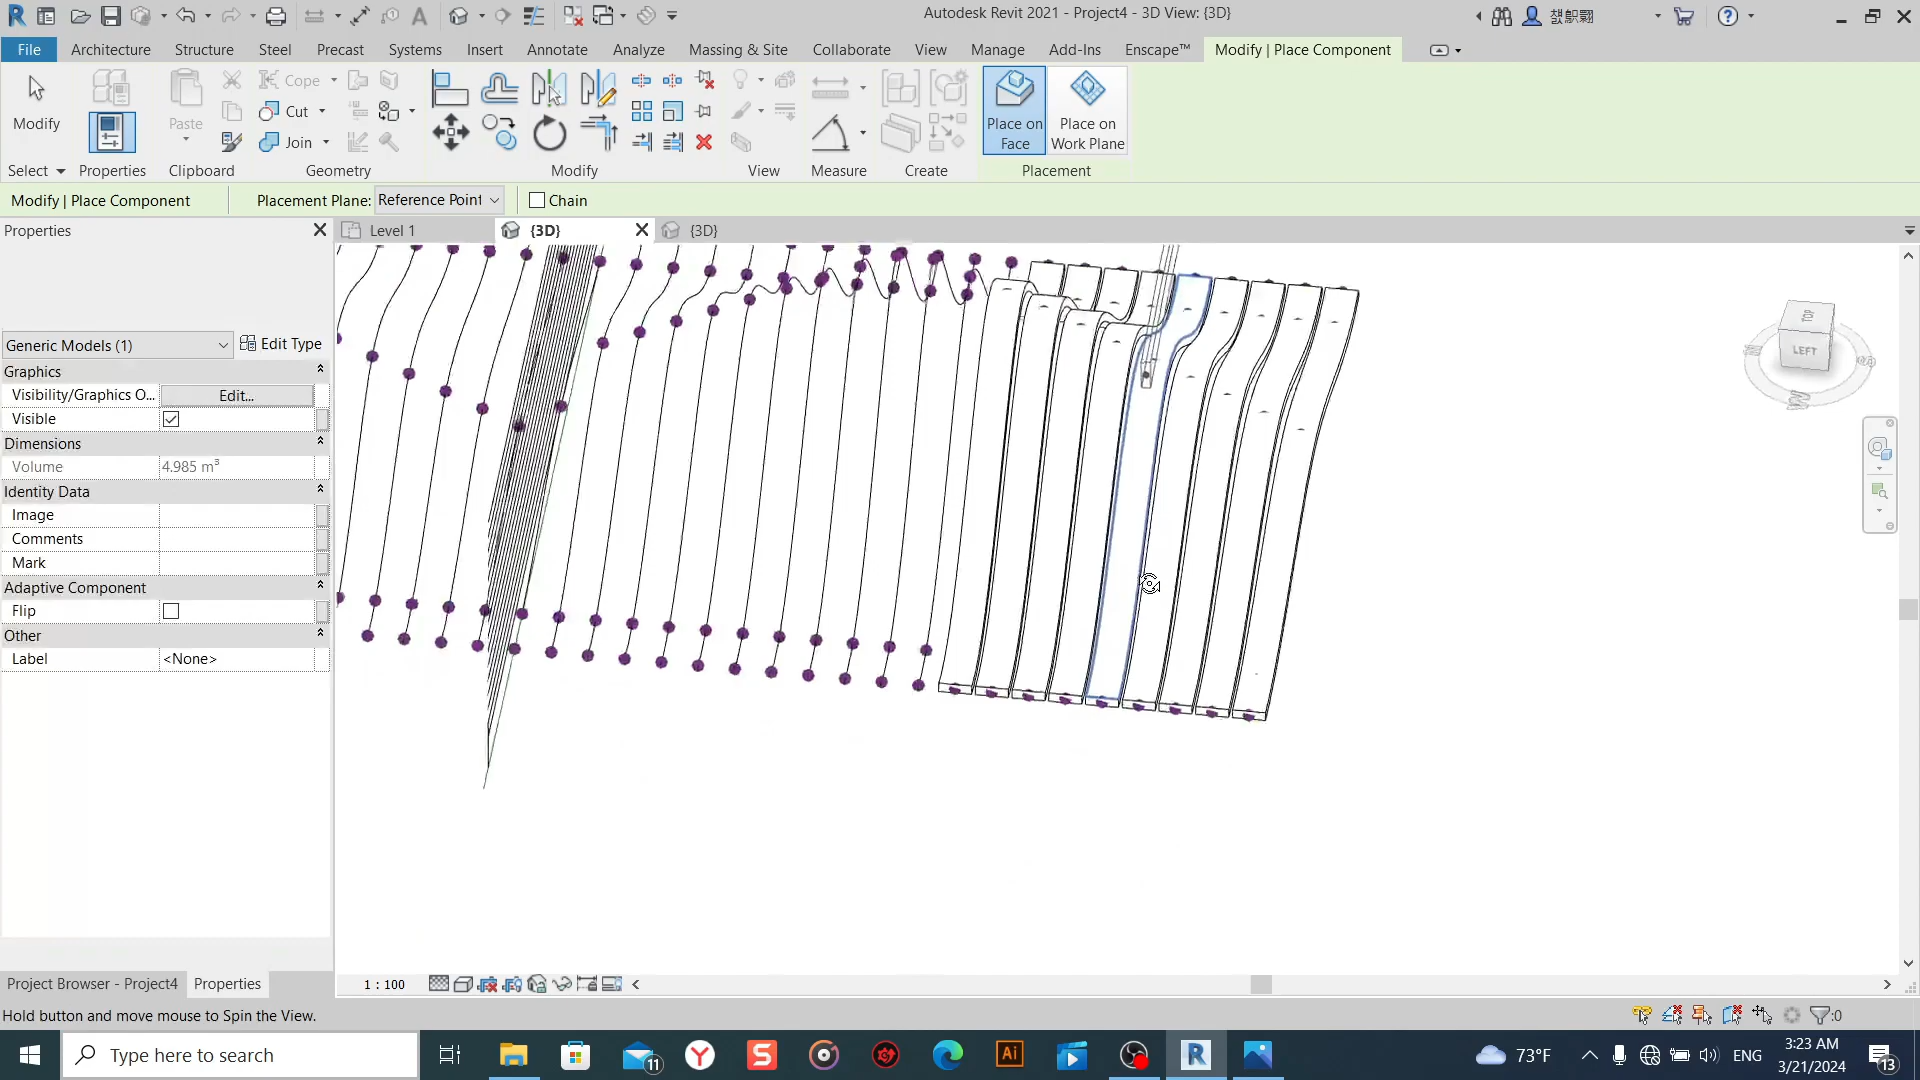 Autodesk Revit 2021 - Project4 - 3D View: {3D}
File Architecture Structure Steel Precast Systems Insert Annotate Analyze Massing & Site Collaborate View Manage Add-Ins Enscape™ Modify | Place Component
Modify Paste Cope Cut Join Place on Face Place on Work Plane
Select Properties Clipboard Geometry Modify View Measure Create Placement
Modify | Place Component Placement Plane: Reference Point Chain
Properties Level 1 {3D} {3D}
Generic Models (1) Edit Type
Graphics
Visibility/Graphics O... Edit...
Visible
Dimensions
Volume 4.985 m³
Identity Data
Image
Comments
Mark
Adaptive Component
Flip
Other
Label <None>
TOP
LEFT
Project Browser - Project4 Properties 1 : 100
Hold button and move mouse to Spin the View. :0
Type here to search 11 Ai 73°F ENG 3:23 AM
3/21/2024 13